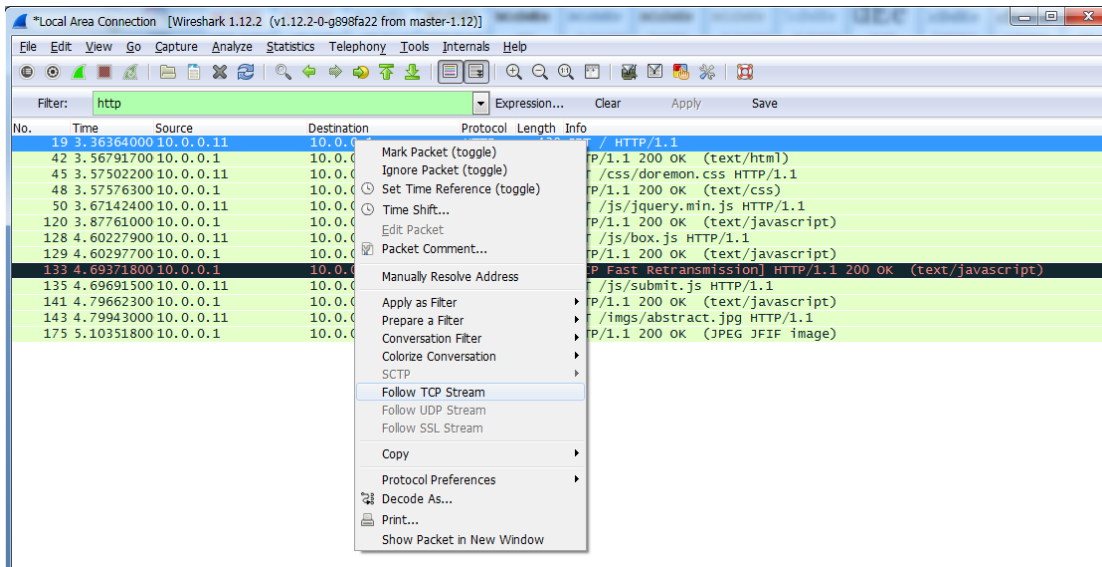 *Local Area Connection [Wireshark 1.12.2 (v1.12.2-0-g898fa22 from master-1.12)]
File Edit View Go Capture Analyze Statistics Telephony Tools Internals Help
Filter: http Expression... Clear Apply Save
No. Time Source Destination Protocol Length Info
19 3.36364000 10.0.0.11 10.0.0 / HTTP/1.1
42 3.56791700 10.0.0.1 10.0. TP/1.1 200 OK (text/html)
45 3.57502200 10.0.0.11 10.0. /css/doremon.css HTTP/1.1
48 3.57576300 10.0.0.1 10.0. TP/1.1 200 OK (text/css)
50 3.67142400 10.0.0.11 10.0. /js/jquery.min.js HTTP/1.1
120 3.87761000 10.0.0.1 10.0. TP/1.1 200 OK (text/javascript)
128 4.60227900 10.0.0.11 10.0. /js/box.js HTTP/1.1
129 4.60297700 10.0.0.1 10.0. TP/1.1 200 OK (text/javascript)
133 4.69371800 10.0.0.1 10.0. P Fast Retransmission] HTTP/1.1 200 OK (text/javascript)
135 4.69691500 10.0.0.11 10.0. /js/submit.js HTTP/1.1
141 4.79662300 10.0.0.1 10.0. TP/1.1 200 OK (text/javascript)
143 4.79943000 10.0.0.11 10.0. /imgs/abstract.jpg HTTP/1.1
175 5.10351800 10.0.0.1 10.0. TP/1.1 200 OK (JPEG JFIF image)
Mark Packet (toggle)
Ignore Packet (toggle)
Set Time Reference (toggle)
Time Shift...
Edit Packet
Packet Comment...
Manually Resolve Address
Apply as Filter
Prepare a Filter
Conversation Filter
Colorize Conversation
SCTP
Follow TCP Stream
Follow UDP Stream
Follow SSL Stream
Copy
Protocol Preferences
Decode As...
Print...
Show Packet in New Window